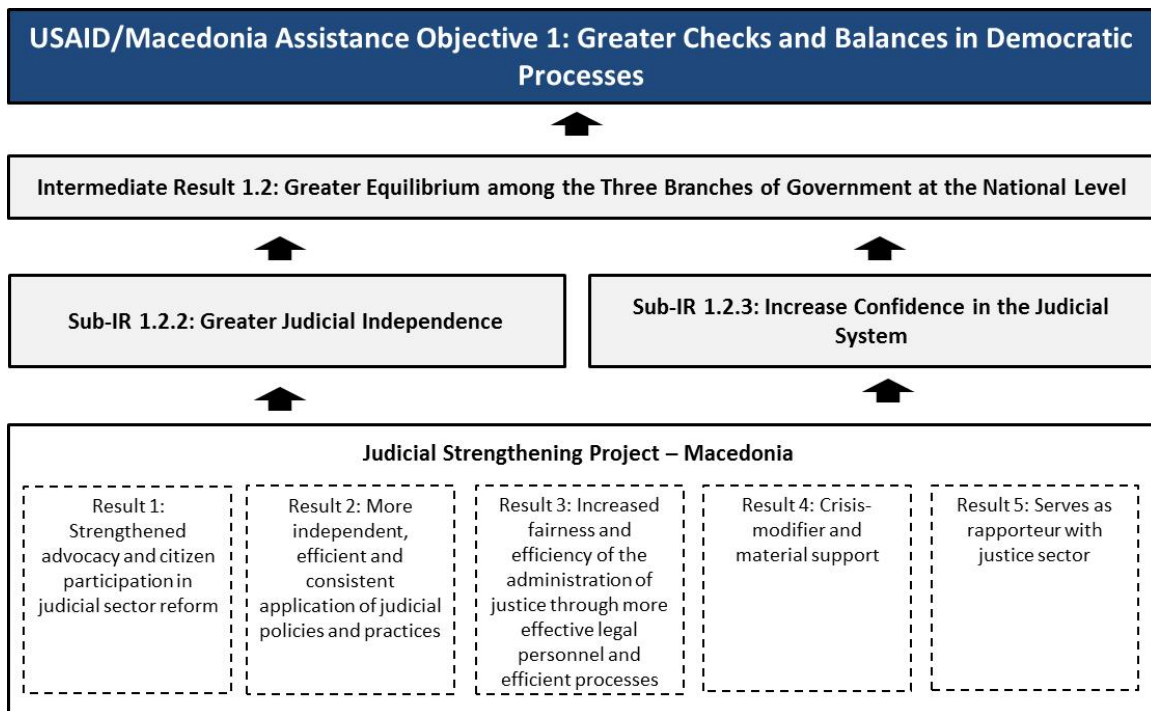 USAID/Macedonia Assistance Objective 1: Greater Checks and Balances in Democratic
Processes
Intermediate Result 1.2: Greater Equilibrium among the Three Branches of Government at the National Level
Sub-IR 1.2.2: Greater Judicial Independence
Sub-IR 1.2.3: Increase Confidence in the Judicial
System
Judicial Strengthening Project – Macedonia
Result 1:
Strengthened
advocacy and citizen
participation in
judicial sector reform
Result 2: More
independent,
efficient and
consistent
application of judicial
policies and practices
Result 3: Increased
fairness and
efficiency of the
administration of
justice through more
effective legal
personnel and
efficient processes
Result 4: Crisis-
modifier and
material support
Result 5: Serves as
rapporteur with
justice sector